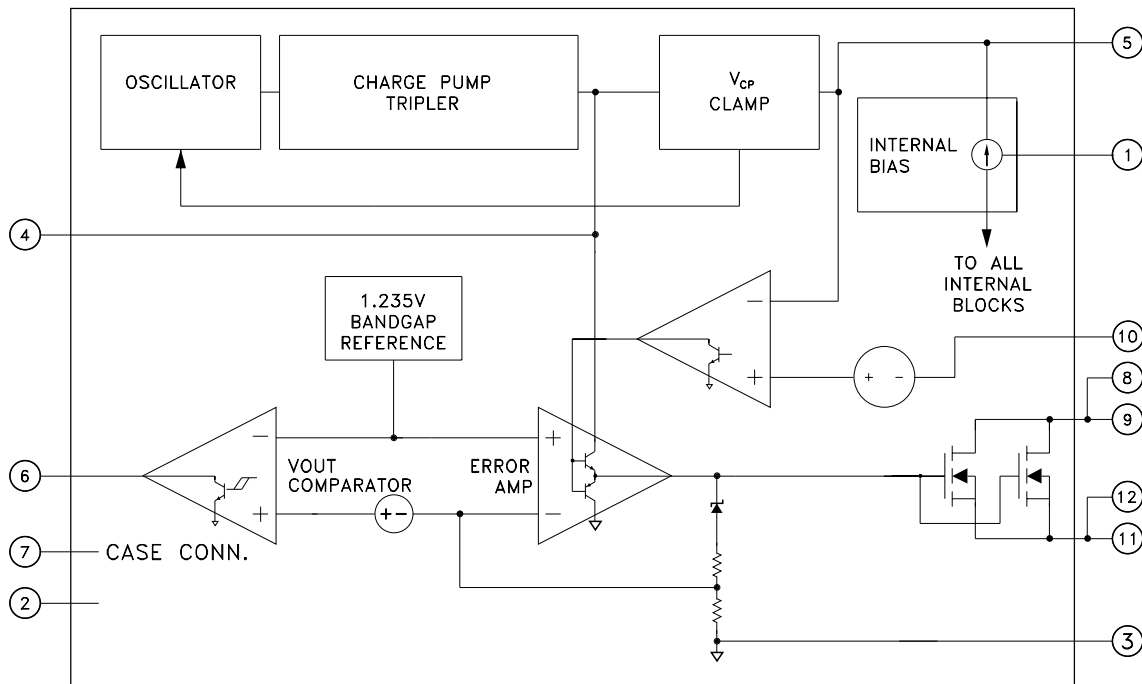 OSCILLATOR
CHARGE PUMP
TRIPLER
VCP
CLAMP
5
INTERNAL
BIAS
1
4
TO ALL
INTERNAL
BLOCKS
1.235V
BANDGAP
REFERENCE
−
+
+ -
10
8
9
6
−
+
VOUT
COMPARATOR
+-
ERROR
AMP
+
−
12
11
7
CASE CONN.
2
3